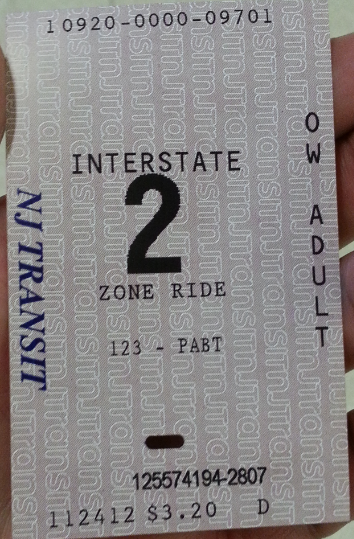 10920-0000-09701
INTERSTATE
2
ZONE RIDE
123 - PABT
125574194-2807
112412 $3.20 D
NJ TRANSIT
OW ADULT